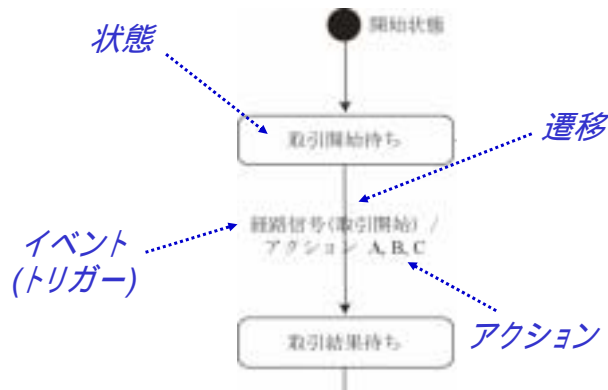 状態
開始状態
取引開始待ち
遷移
経路信号(取引開始) /
アクション A, B, C
イベント
(トリガー)
アクション
取引結果待ち